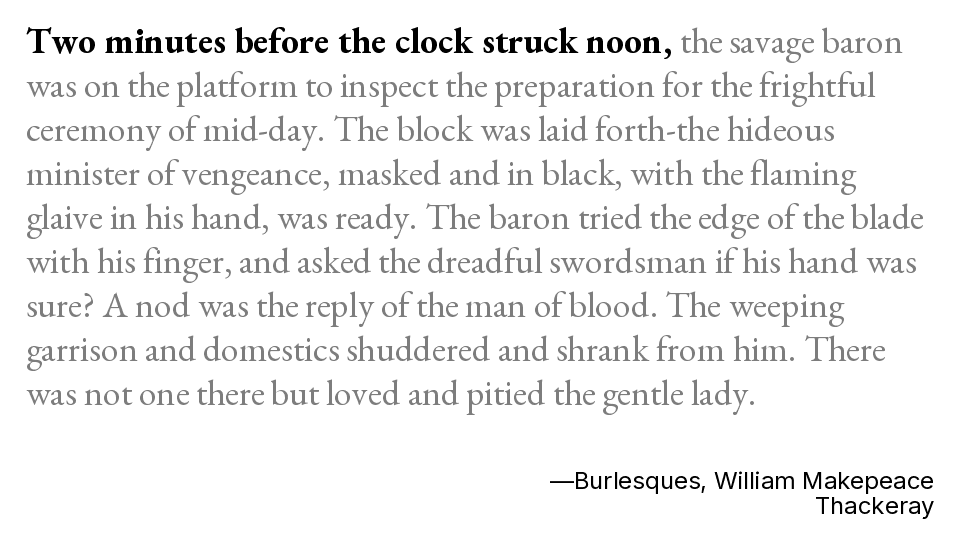 Two minutes before the clock struck noon, the savage baron
was on the platform to inspect the preparation for the frightful
ceremony of mid-day. The block was laid forth-the hideous
minister of vengeance, masked and in black, with the flaming
glaive in his hand, was ready. The baron tried the edge of the blade
with his finger, and asked the dreadful swordsman if his hand was
sure? A nod was the reply of the man of blood. The weeping
garrison and domestics shuddered and shrank from him. There
was not one there but loved and pitied the gentle lady.
—Burlesques, William Makepeace
Thackeray